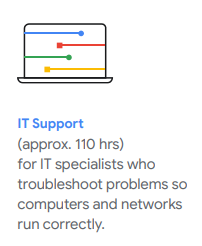 IT Support
(approx. 110 hrs)
for IT specialists who
troubleshoot problems so
computers and networks
run correctly.